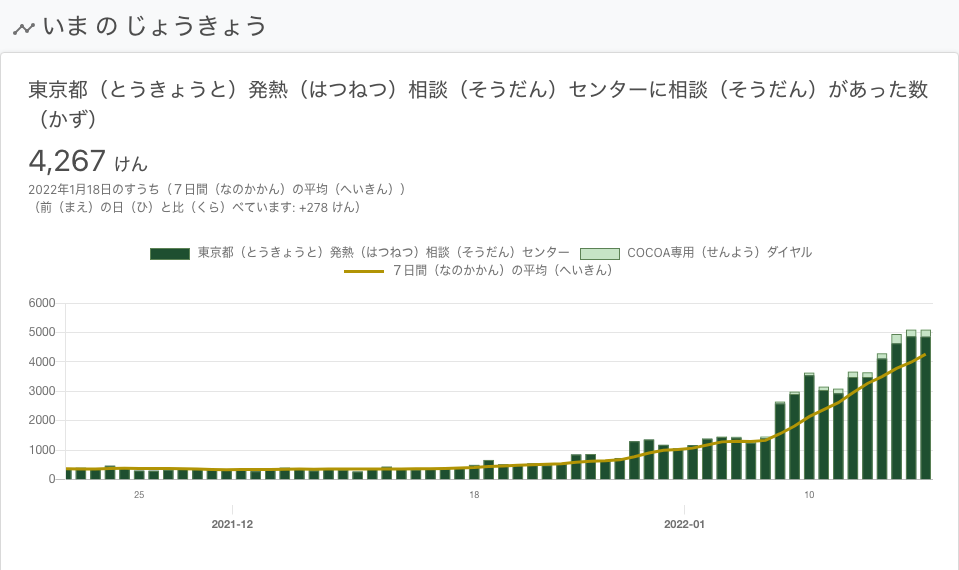 いま の じょうきょう
東京都（とうきょうと）発熱（はつねつ）相談（そうだん）センターに相談（そうだん）があった数
（かず）
4,267 けん
2022年1月18日のすうち（７日間（なのかかん）の平均（へいきん））
（前（まえ）の日（ひ）と比（くら）べています: +278 けん）
東京都（とうきょうと）発熱（はつねつ）相談（そうだん）センター COCOA専用（せんよう）ダイヤル
７日間（なのかかん）の平均（へいきん）
6000
5000
4000
3000
2000
1000
0
25 18 10
2021-12 2022-01